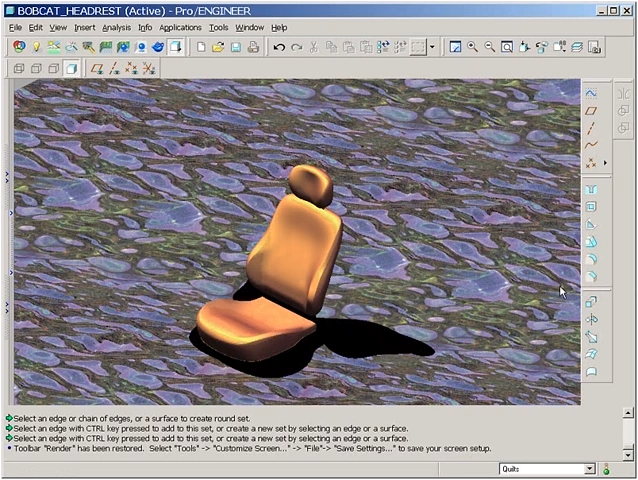 BOBCAT_HEADREST (Active) - Pro/ENGINEER
File Edit View Insert Analysis Info Applications Tools Window Help
Select an edge or chain of edges, or a surface to create round set.
Select an edge with CTRL key pressed to add to this set, or create a new set by selecting an edge or a surface.
Select an edge with CTRL key pressed to add to this set, or create a new set by selecting an edge or a surface.
Toolbar "Render" has been restored. Select "Tools" -> "Customize Screen..." -> "File"-> "Save Settings..." to save your screen setup.
Quilts